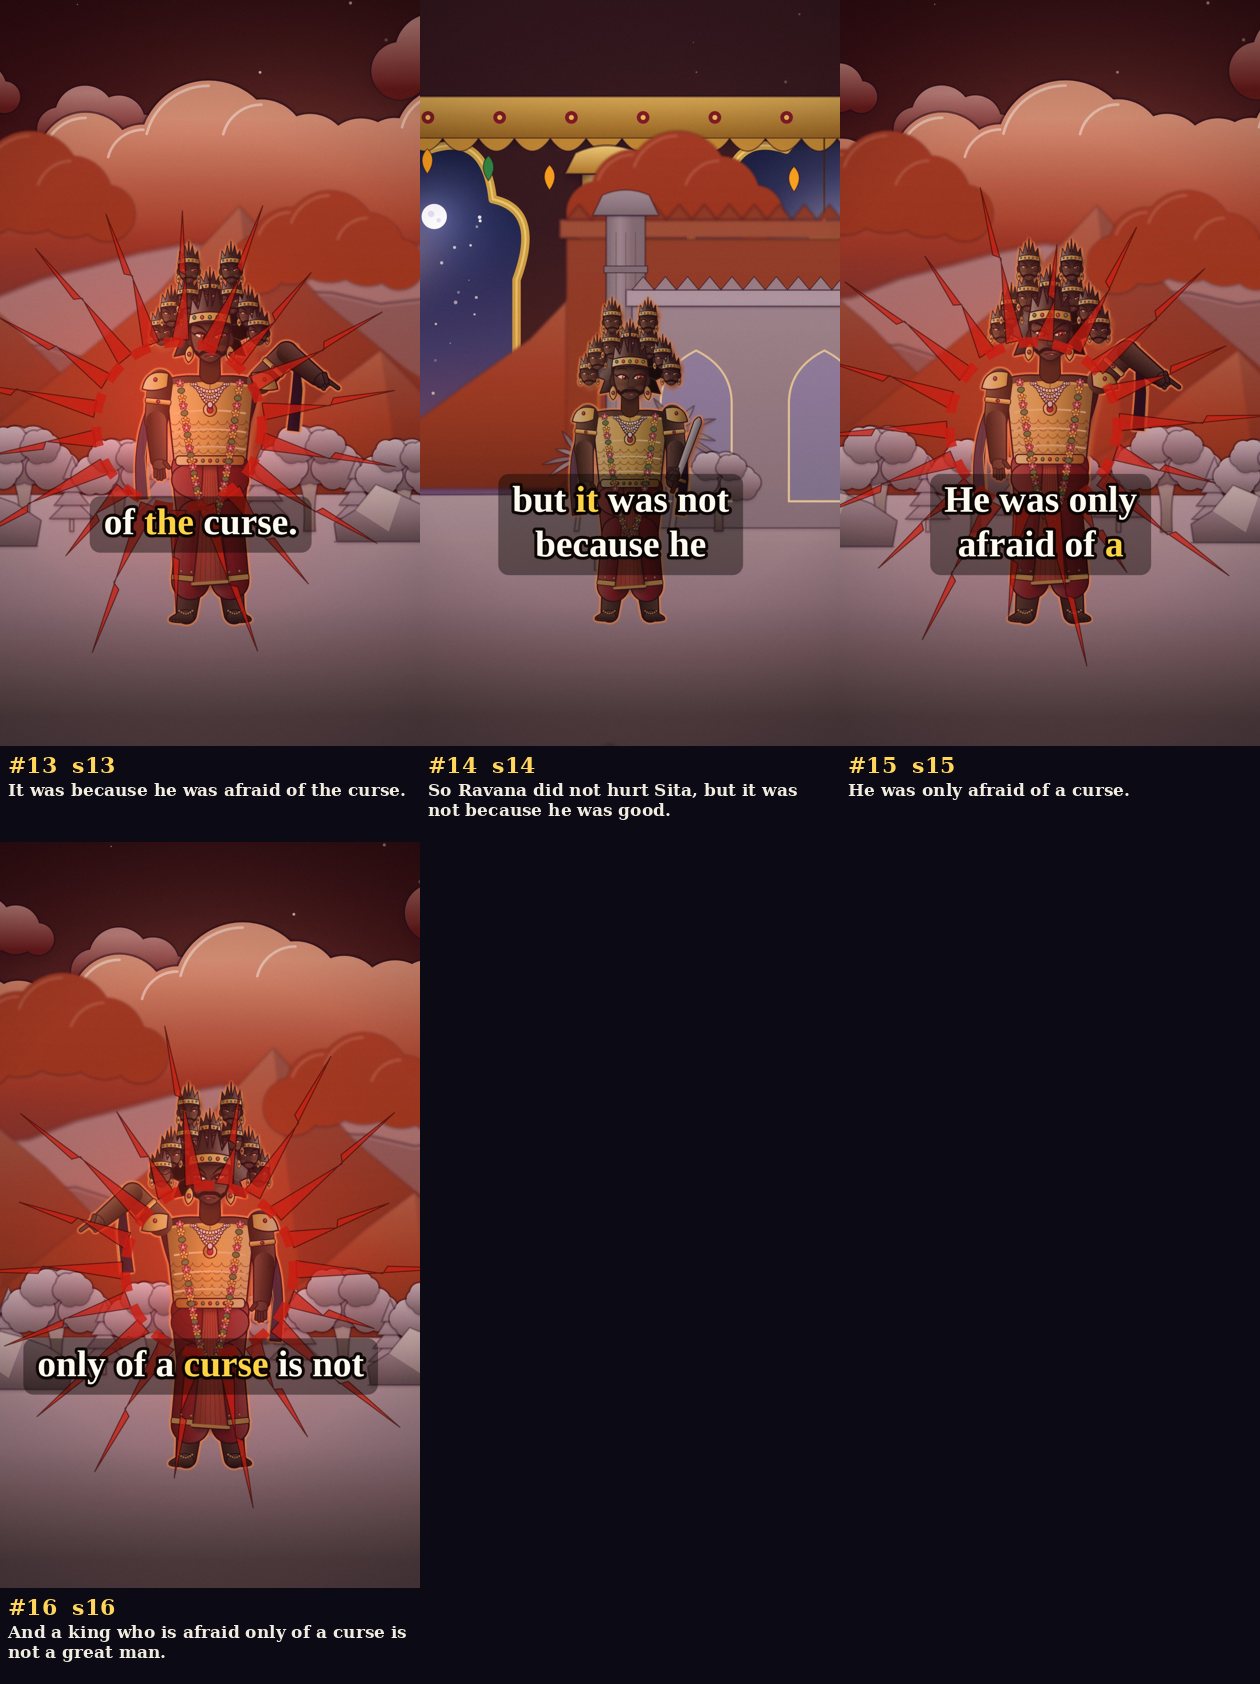 of the curse.
#13 s13
It was because he was afraid of the curse.
but it was not
because he
#14 s14
So Ravana did not hurt Sita, but it was
not because he was good.
He was only
afraid of a
#15 s15
He was only afraid of a curse.
only of a curse is not
#16 s16
And a king who is afraid only of a curse is
not a great man.